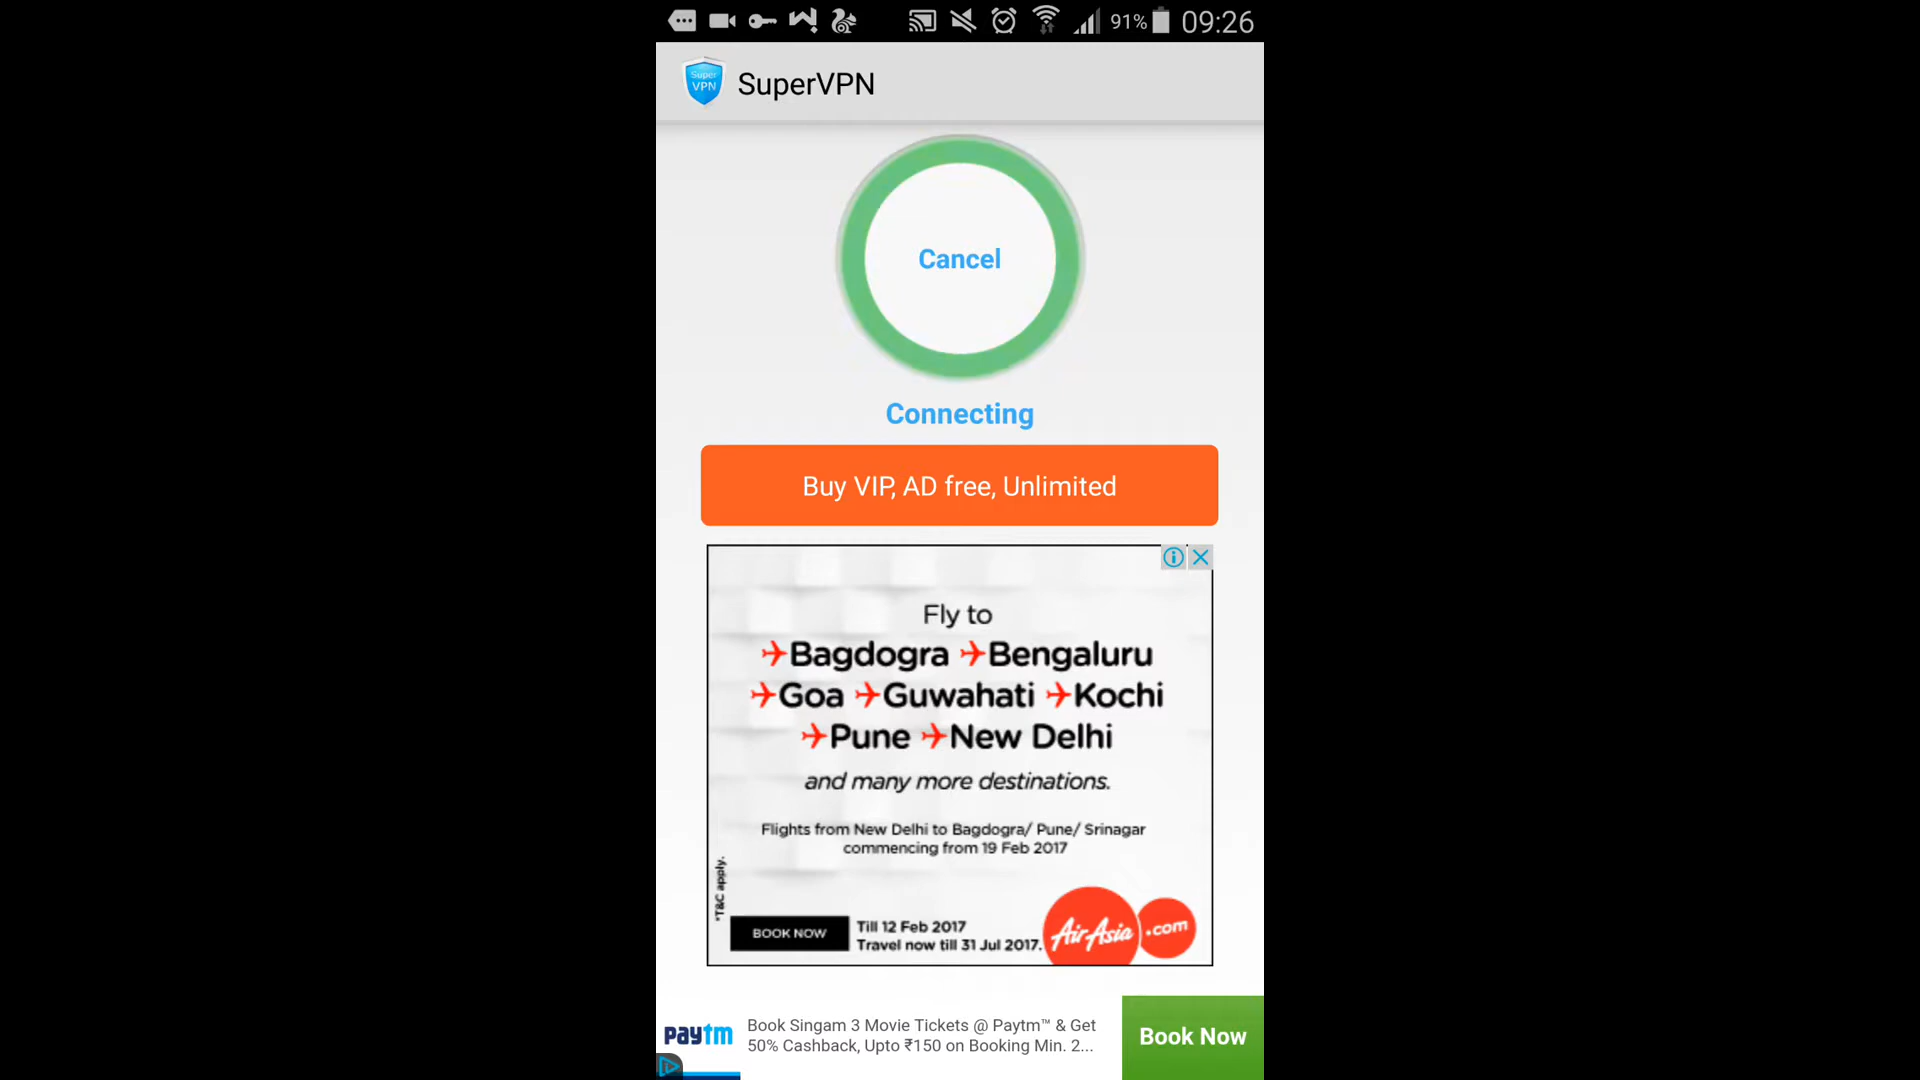 91% 09:26
Super VPN
SuperVPN
Cancel
Connecting
Buy VIP, AD free, Unlimited
Fly to
Bagdogra Bengaluru
Goa Guwahati Kochi
Pune New Delhi
and many more destinations.
Flights from New Delhi to Bagdogra/ Pune/ Srinagar
commencing from 19 Feb 2017
*T&C apply.
BOOK NOW
Till 12 Feb 2017
Travel now till 31 Jul 2017.
AirAsia .com
paytm
Book Singam 3 Movie Tickets @ Paytm™ & Get
50% Cashback, Upto ₹150 on Booking Min. 2...
Book Now